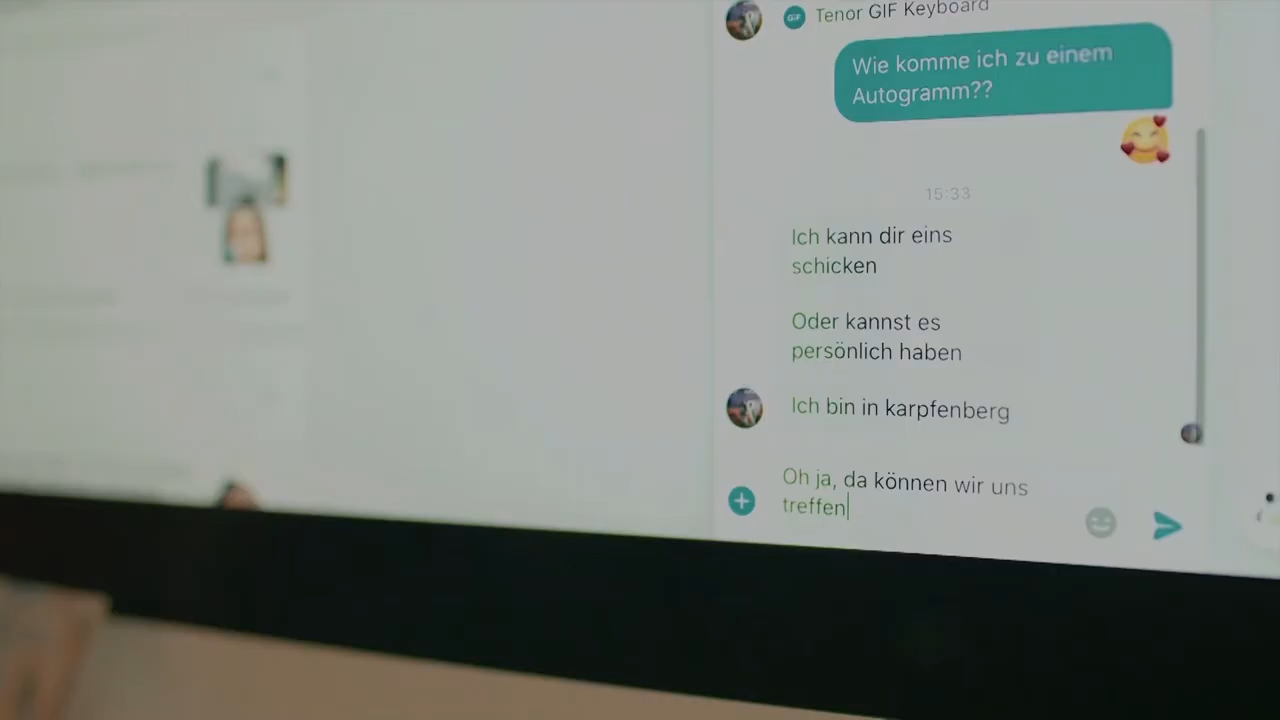 GIF Tenor GIF Keyboard
Wie komme ich zu einem
Autogramm??
15:33
Ich kann dir eins
schicken
Oder kannst es
persönlich haben
Ich bin in karpfenberg
Oh ja, da können wir uns
treffen